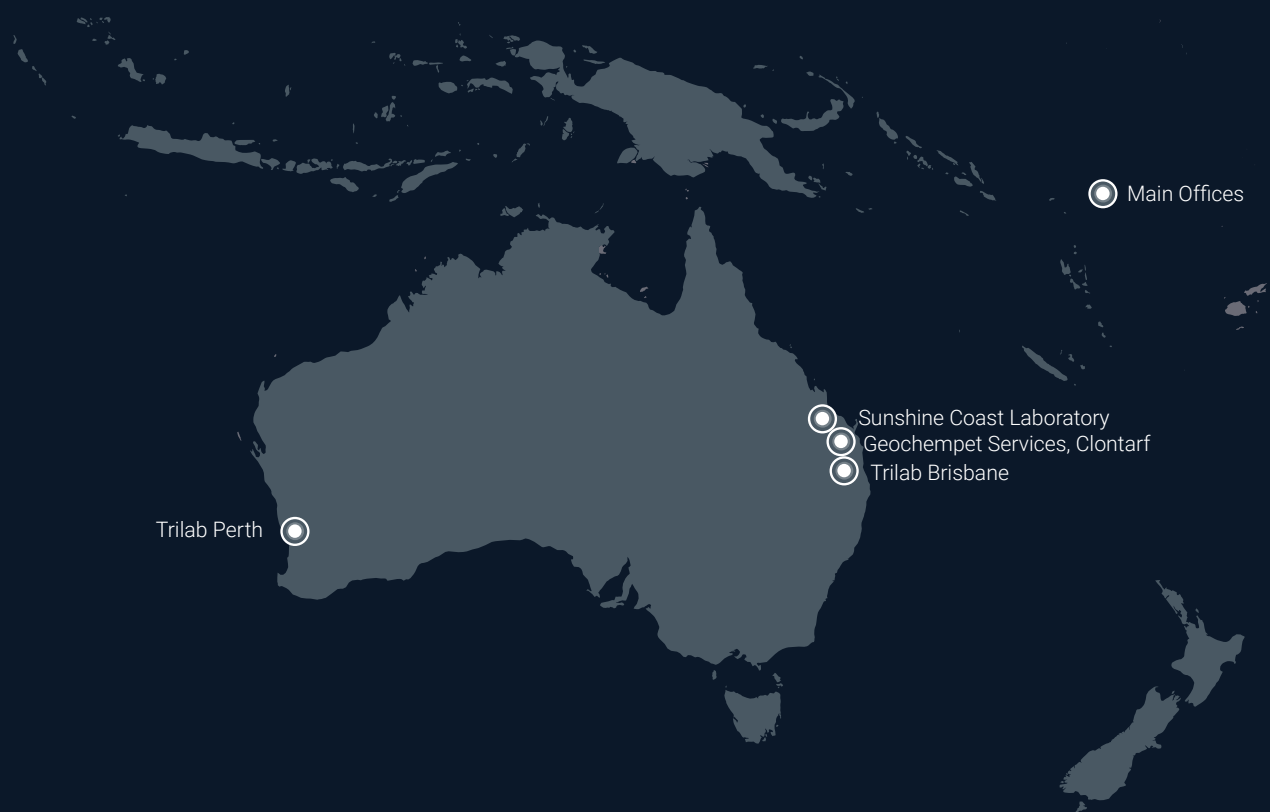 Main Offices
Sunshine Coast Laboratory
Geochempet Services, Clontarf
Trilab Brisbane
Trilab Perth